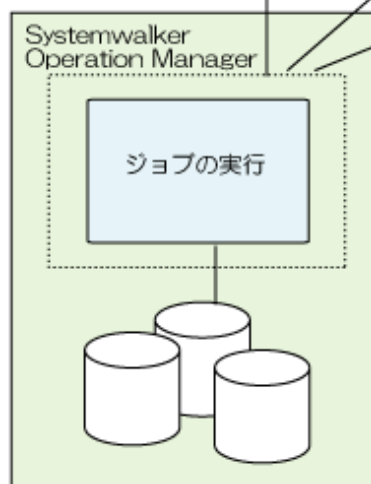 Systemwalker
Operation Manager
ジョブの実行